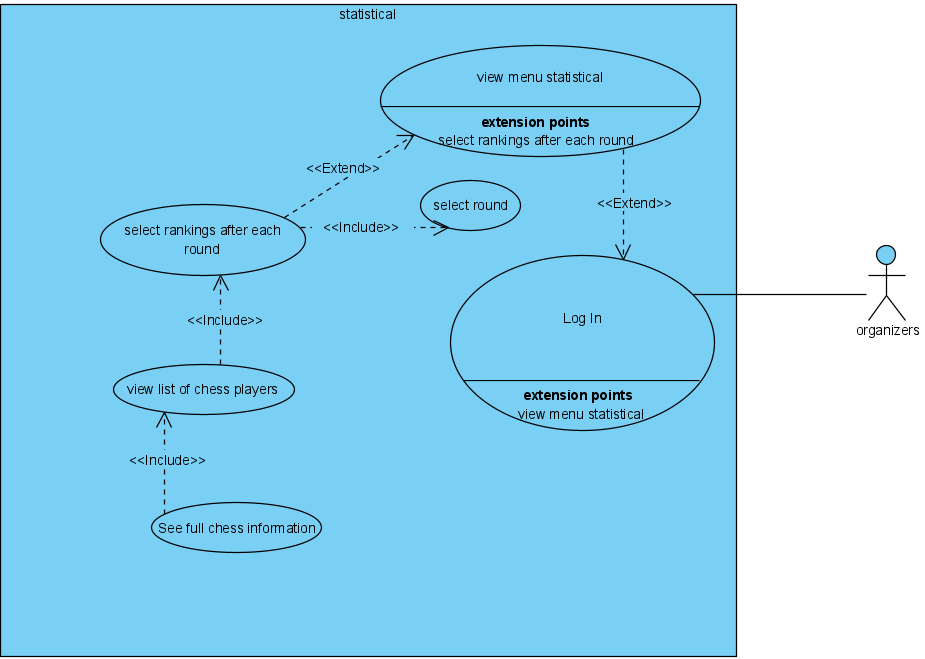 statistical
view menu statistical
extension points
select rankings after each round
<<Extend>>
select round
<<Extend>>
select rankings after each
round
<<Include>>
Log In
<<Include>>
organizers
view list of chess players
extension points
view menu statistical
<<Include>>
See full chess information